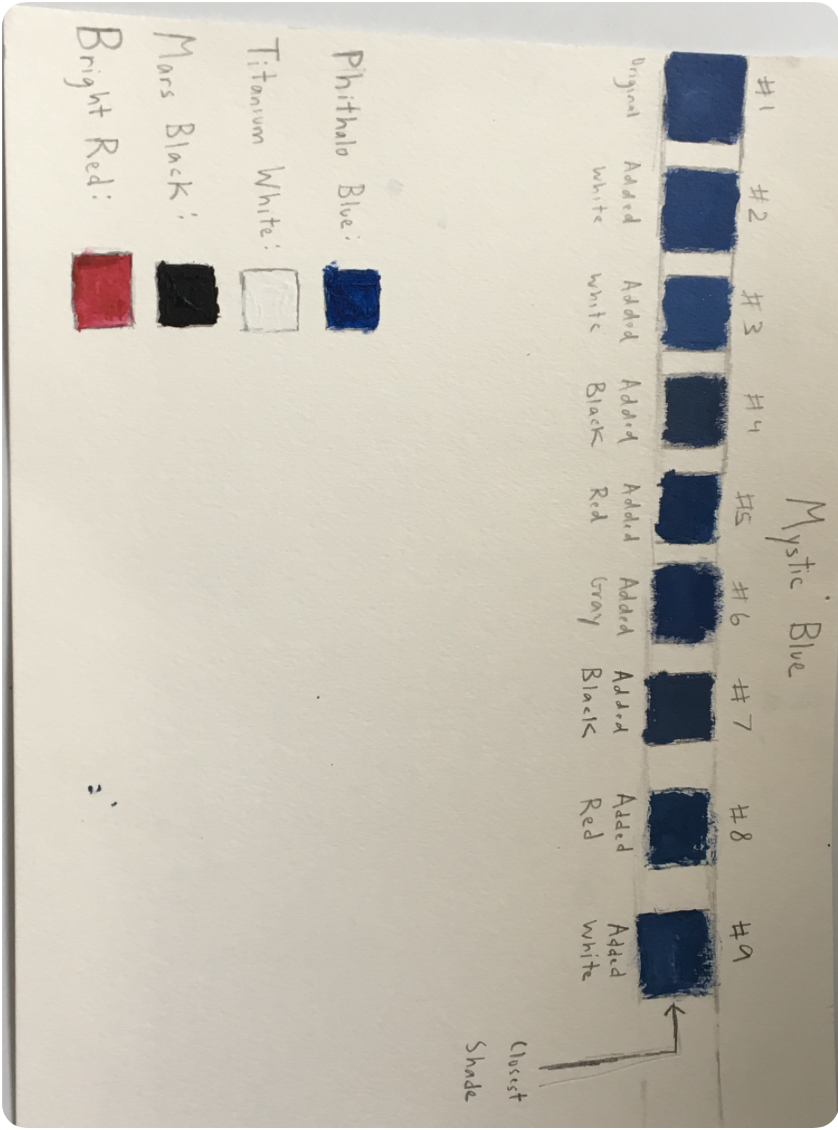 Mystic Blue
#1 #2 #3 #4 #5 #6 #7 #8 #9
Original Added Added Added Added Added Added Added Added
White White Black Red Gray Black Red White
Closest
Shade
Phithalo Blue:
Titanium White:
Mars Black:
Bright Red: